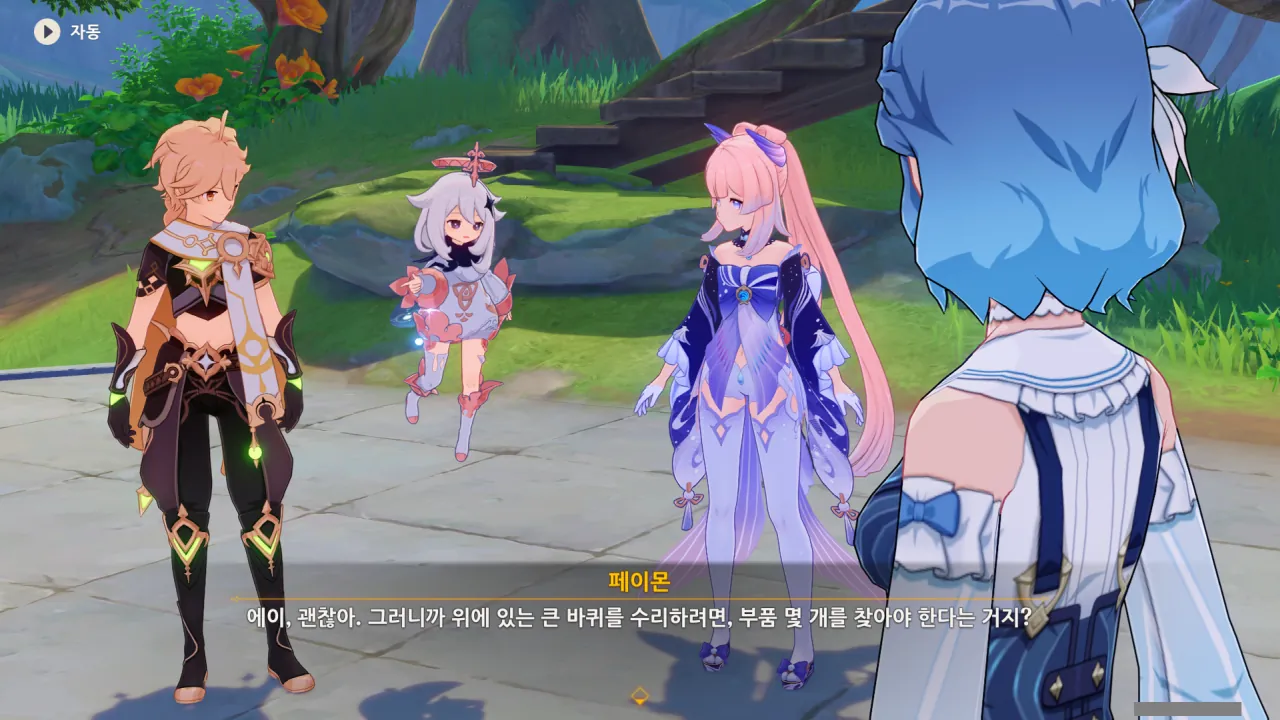 자동
페이몬
에이, 괜찮아. 그러니까 위에 있는 큰 바퀴를 수리하려면, 부품 몇 개를 찾아야 한다는 거지?